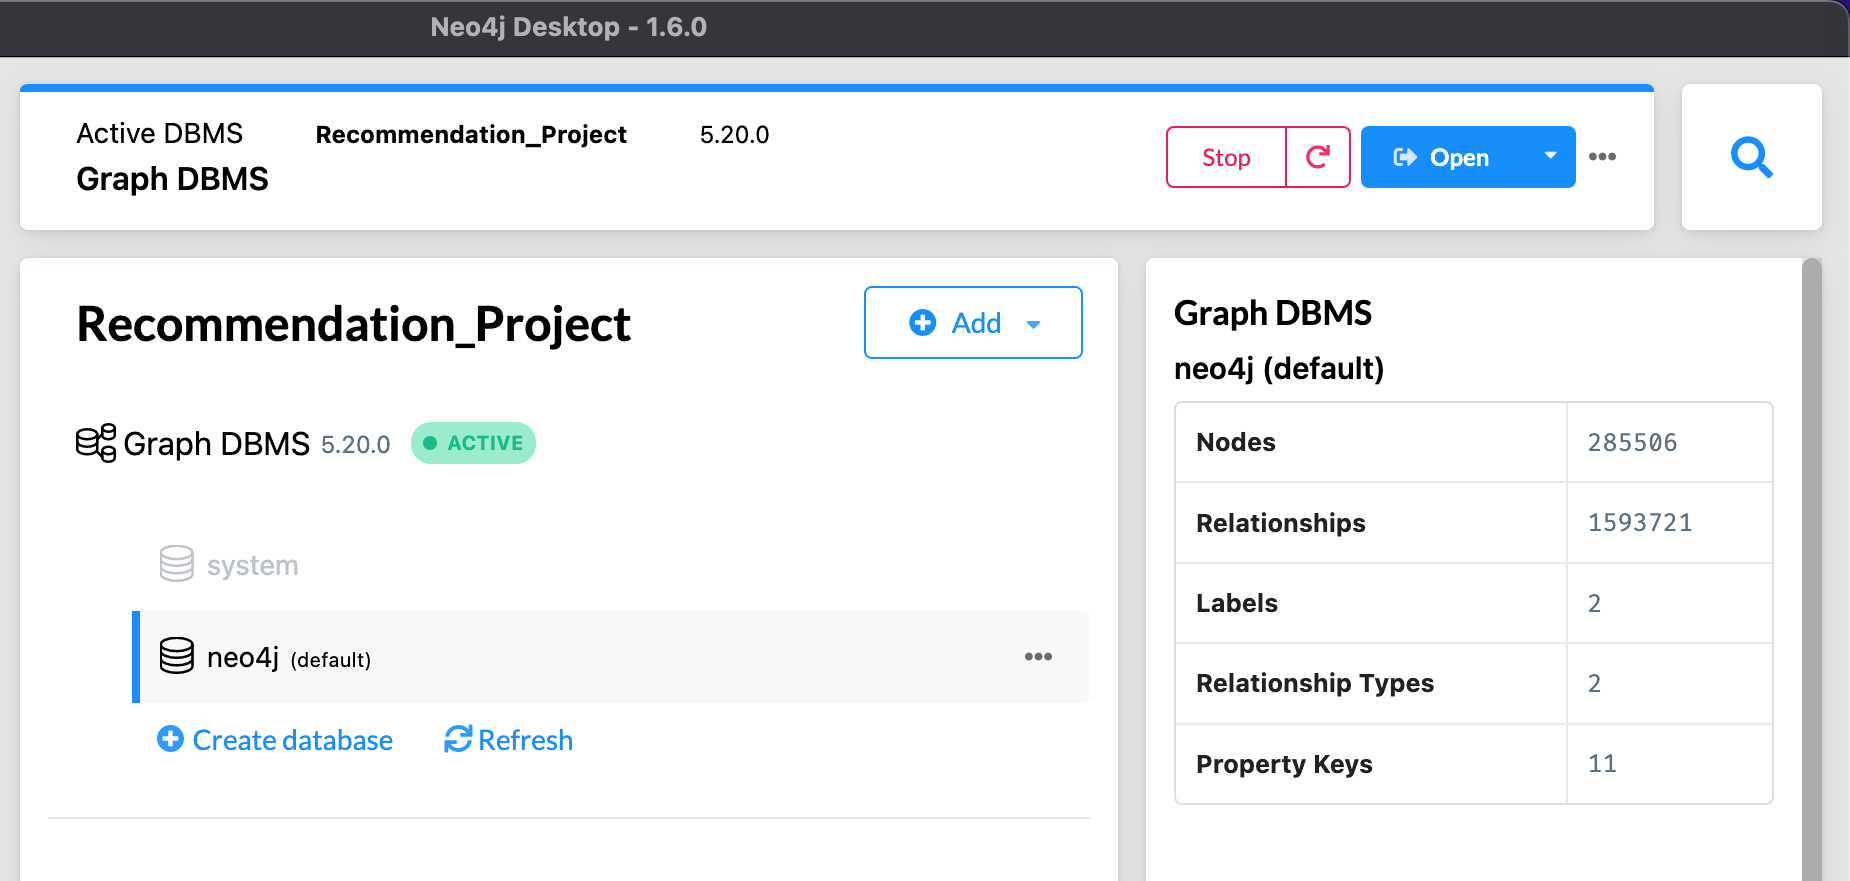 Neo4j Desktop - 1.6.0
Active DBMS Recommendation_Project 5.20.0
Graph DBMS
Stop Open
Recommendation_Project
Add
Graph DBMS 5.20.0 ACTIVE
system
neo4j (default)
Create database Refresh
Graph DBMS
neo4j (default)
Nodes 285506
Relationships 1593721
Labels 2
Relationship Types 2
Property Keys 11